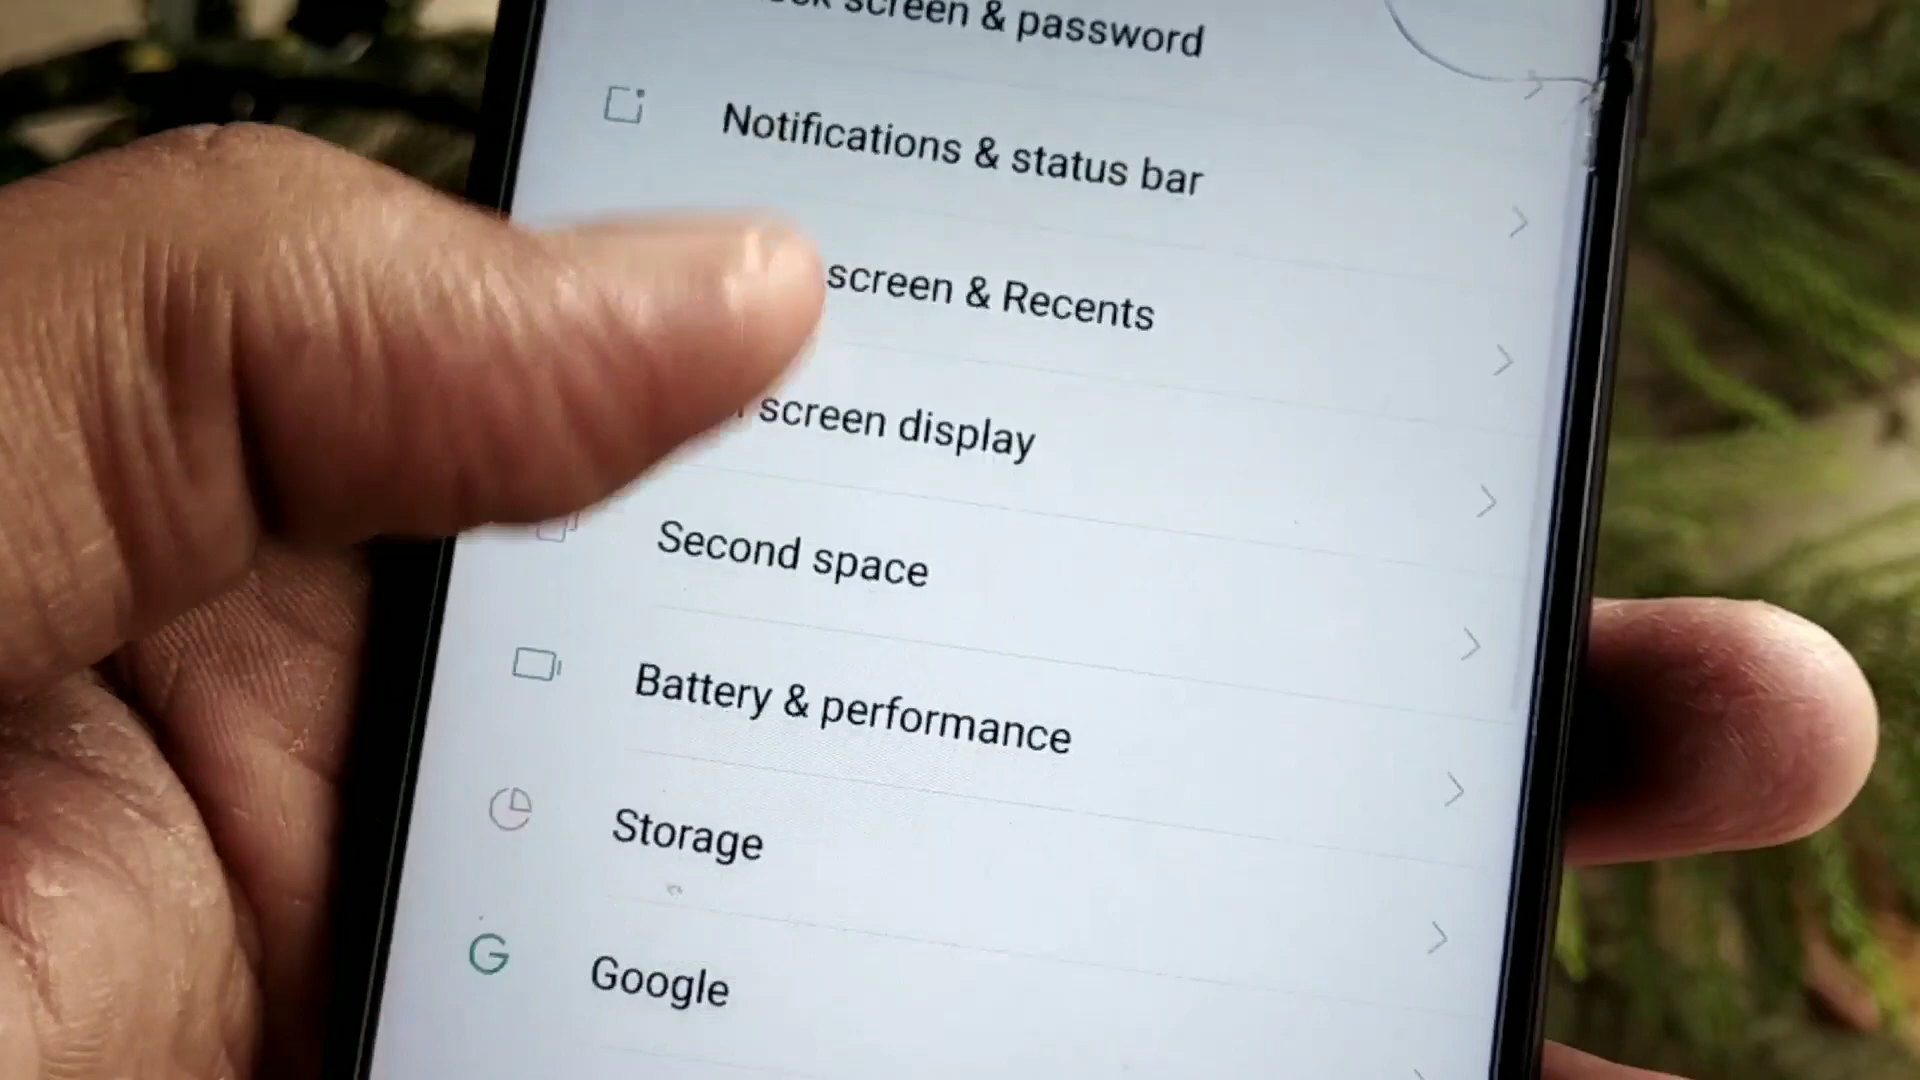 screen & password
Notifications & status bar
screen & Recents
screen display
Second space
Battery & performance
Storage
Google